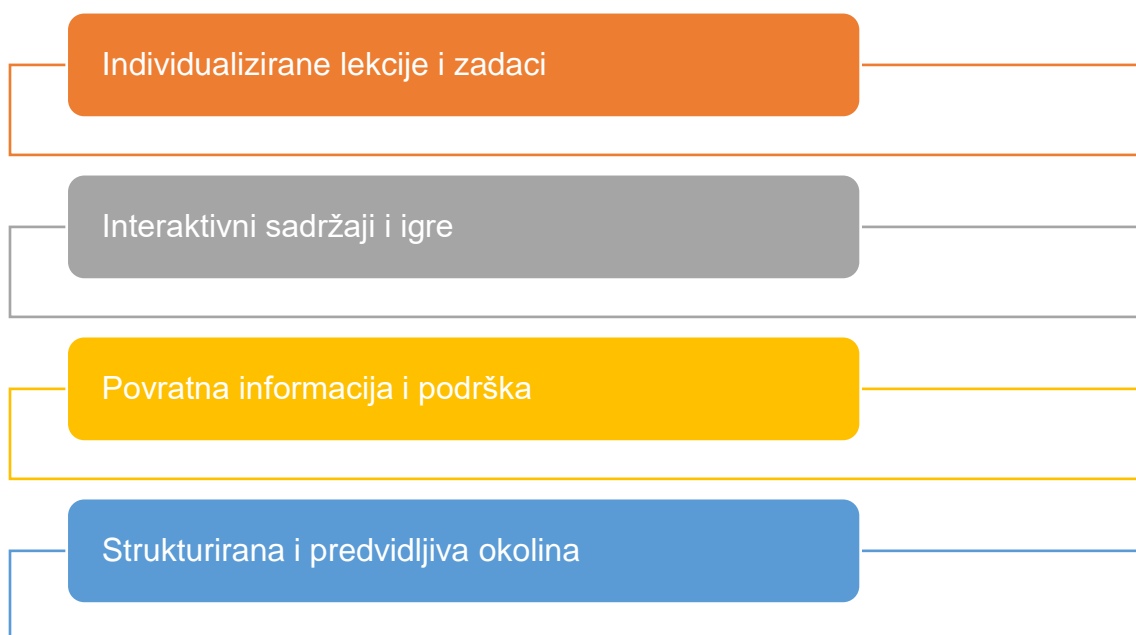 Individualizirane lekcije i zadaci
Interaktivni sadržaji i igre
Povratna informacija i podrška
Strukturirana i predvidljiva okolina